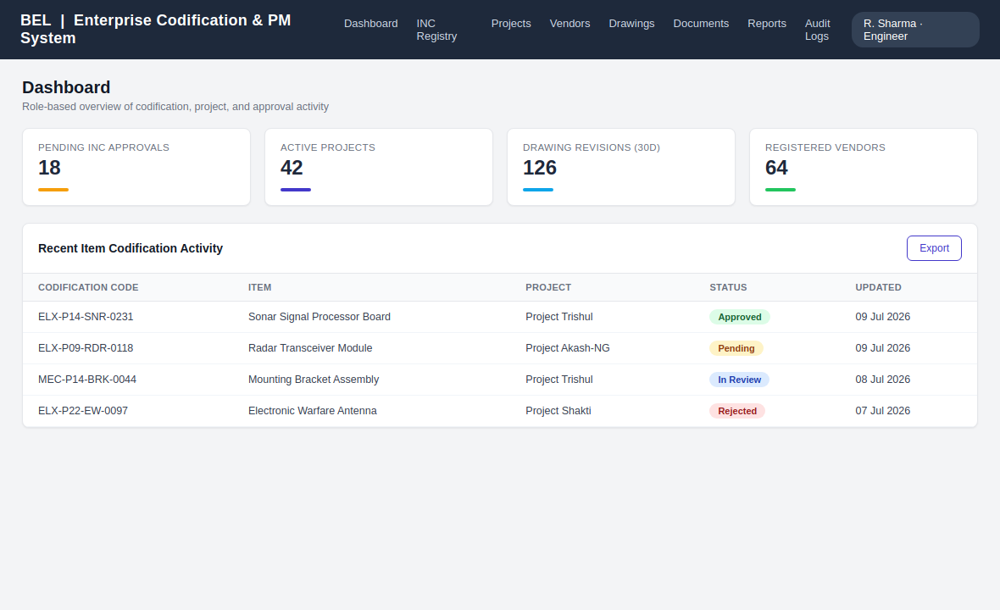 BEL | Enterprise Codification & PM
System
Dashboard
INC
Registry
Projects
Vendors
Drawings
Documents
Reports
Audit
Logs
R. Sharma ·
Engineer
Dashboard
Role-based overview of codification, project, and approval activity
PENDING INC APPROVALS
18
ACTIVE PROJECTS
42
DRAWING REVISIONS (30D)
126
REGISTERED VENDORS
64
Recent Item Codification Activity
Export
CODIFICATION CODE ITEM PROJECT STATUS UPDATED
ELX-P14-SNR-0231 Sonar Signal Processor Board Project Trishul Approved 09 Jul 2026
ELX-P09-RDR-0118 Radar Transceiver Module Project Akash-NG Pending 09 Jul 2026
MEC-P14-BRK-0044 Mounting Bracket Assembly Project Trishul In Review 08 Jul 2026
ELX-P22-EW-0097 Electronic Warfare Antenna Project Shakti Rejected 07 Jul 2026